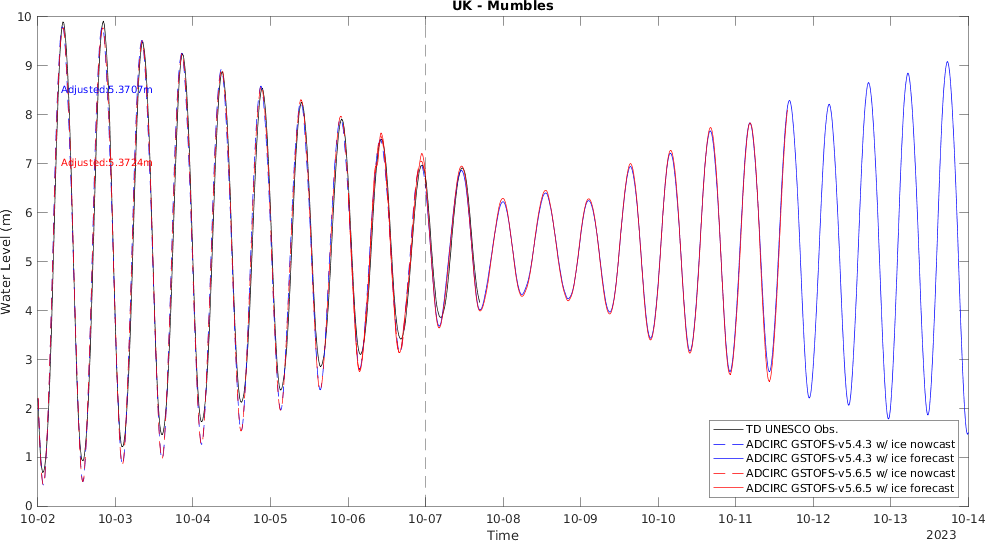 UK - Mumbles
10
9
8
7
6
5
4
3
2
1
0
Water Level (m)
Adjusted:5.3707m
Adjusted:5.3724m
TD UNESCO Obs.
ADCIRC GSTOFS-v5.4.3 w/ ice nowcast
ADCIRC GSTOFS-v5.4.3 w/ ice forecast
ADCIRC GSTOFS-v5.6.5 w/ ice nowcast
ADCIRC GSTOFS-v5.6.5 w/ ice forecast
10-02 10-03 10-04 10-05 10-06 10-07 10-08 10-09 10-10 10-11 10-12 10-13 10-14
Time
2023